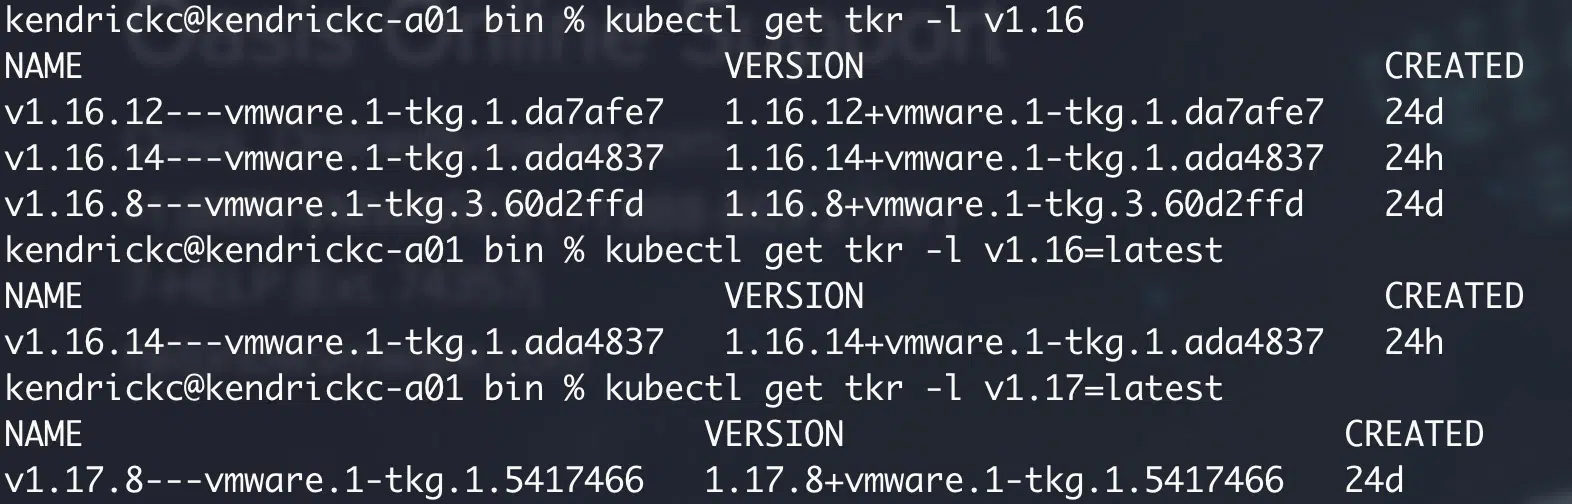 kendrickc@kendrickc-a01 bin % kubectl get tkr -l v1.16
NAME VERSION CREATED
v1.16.12---vmware.1-tkg.1.da7afe7 1.16.12+vmware.1-tkg.1.da7afe7 24d
v1.16.14---vmware.1-tkg.1.ada4837 1.16.14+vmware.1-tkg.1.ada4837 24h
v1.16.8---vmware.1-tkg.3.60d2ffd 1.16.8+vmware.1-tkg.3.60d2ffd 24d
kendrickc@kendrickc-a01 bin % kubectl get tkr -l v1.16=latest
NAME VERSION CREATED
v1.16.14---vmware.1-tkg.1.ada4837 1.16.14+vmware.1-tkg.1.ada4837 24h
kendrickc@kendrickc-a01 bin % kubectl get tkr -l v1.17=latest
NAME VERSION CREATED
v1.17.8---vmware.1-tkg.1.5417466 1.17.8+vmware.1-tkg.1.5417466 24d